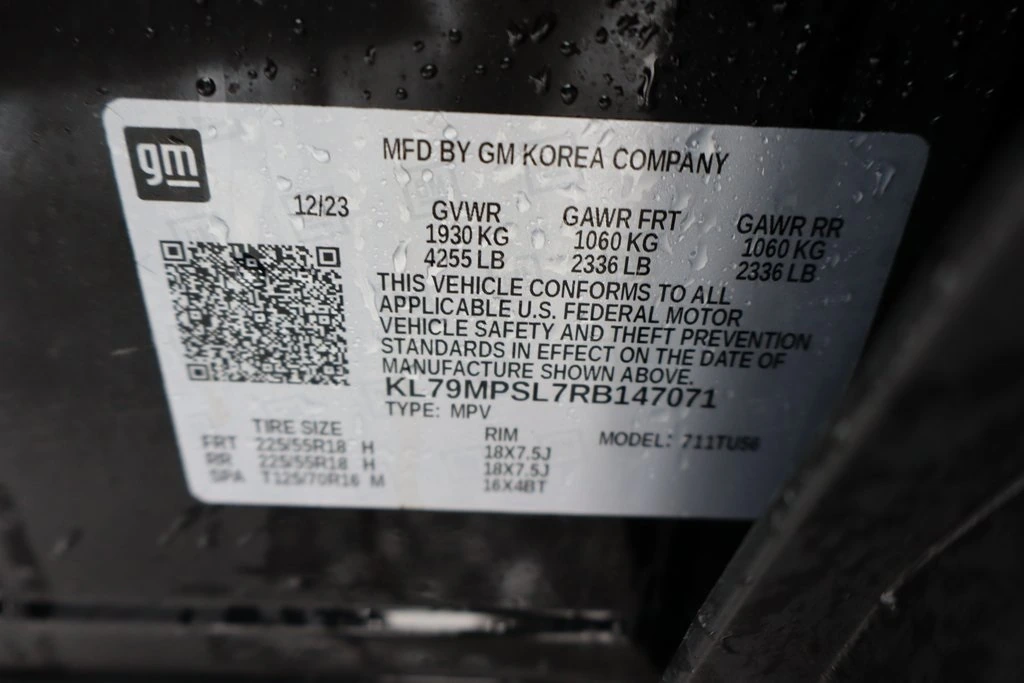 gm
MFD BY GM KOREA COMPANY
12/23
GVWR GAWR FRT GAWR RR
1930 KG 1060 KG 1060 KG
4255 LB 2336 LB 2336 LB
THIS VEHICLE CONFORMS TO ALL
APPLICABLE U.S. FEDERAL MOTOR
VEHICLE SAFETY AND THEFT PREVENTION
STANDARDS IN EFFECT ON THE DATE OF
MANUFACTURE SHOWN ABOVE.
KL79MPSL7RB147071
TYPE: MPV
TIRE SIZE RIM MODEL: 711TU56
FRT 225/55R18 H 18X7.5J
RR 225/55R18 H 18X7.5J
SPA T125/70R16 M 16X4BT